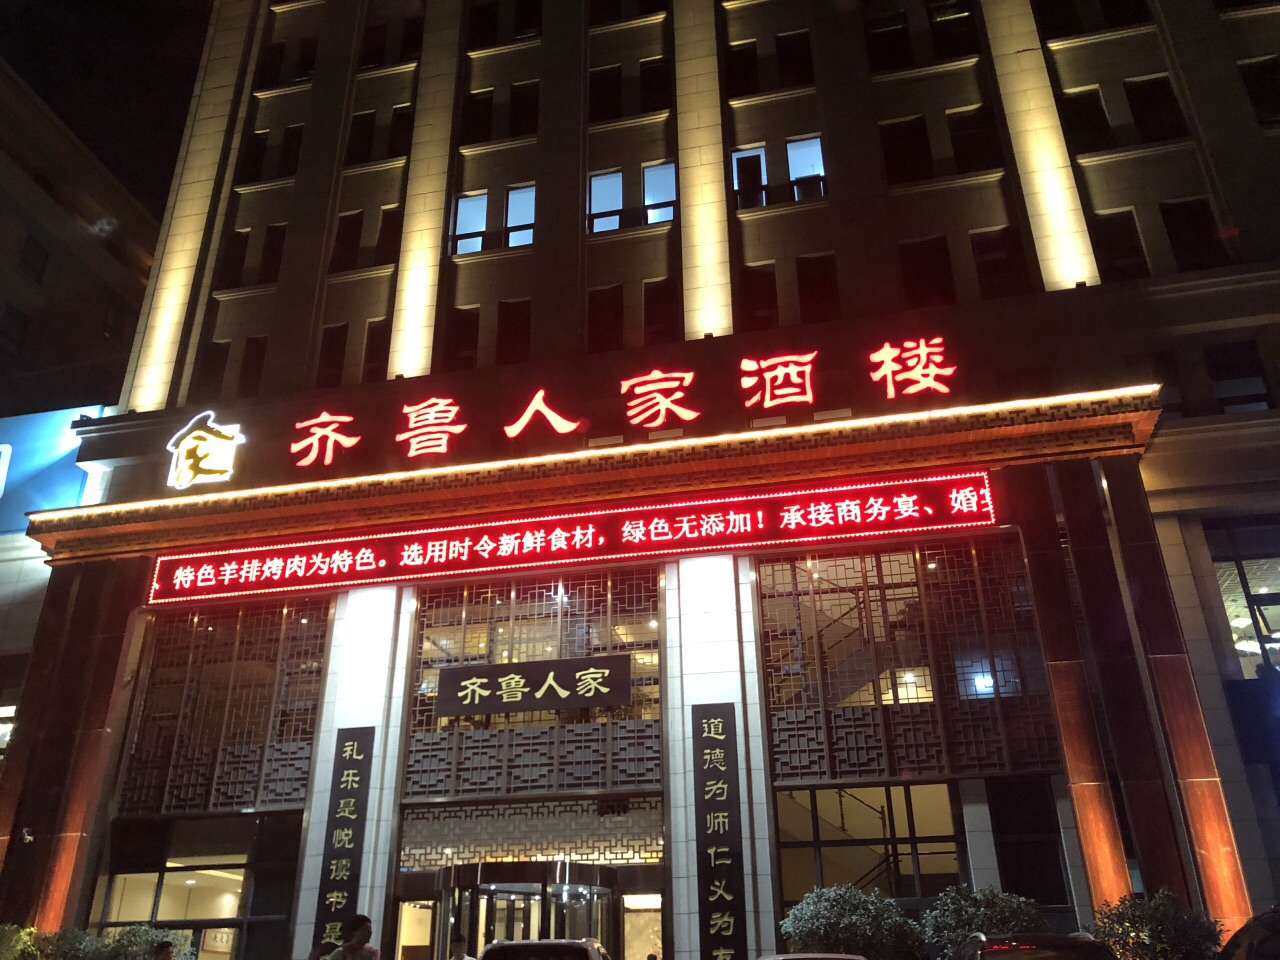 齐鲁人家酒楼
特色羊排烤肉为特色。选用时令新鲜食材，绿色无添加！承接商务宴、婚
齐鲁人家
道德为师仁义为友
礼乐是悦读书是